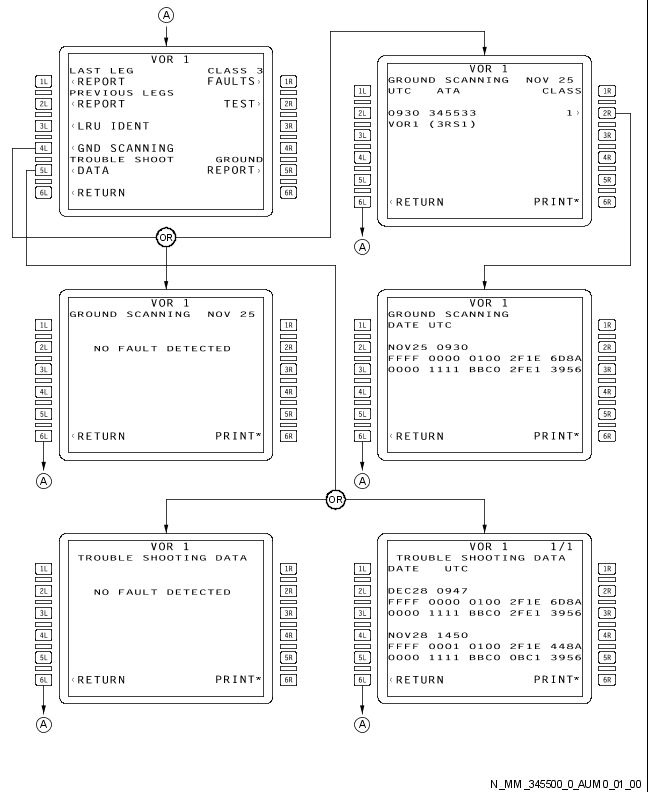 A
VOR 1
LAST LEG CLASS 3
‹REPORT FAULTS›
PREVIOUS LEGS
‹REPORT TEST›
‹LRU IDENT
‹GND SCANNING
TROUBLE SHOOT GROUND
‹DATA REPORT›
‹RETURN
1L
2L
3L
4L
5L
6L
1R
2R
3R
4R
5R
6R
VOR 1
GROUND SCANNING NOV 25
UTC ATA CLASS
0930 345533 1›
VOR1 (3RS1)
‹RETURN PRINT*
1L
2L
3L
4L
5L
6L
1R
2R
3R
4R
5R
6R
A
OR
VOR 1
GROUND SCANNING NOV 25
NO FAULT DETECTED
‹RETURN PRINT*
1L
2L
3L
4L
5L
6L
1R
2R
3R
4R
5R
6R
A
VOR 1
GROUND SCANNING
DATE UTC
NOV25 0930
FFFF 0000 0100 2F1E 6D8A
0000 1111 BBC0 2FE1 3956
‹RETURN PRINT*
1L
2L
3L
4L
5L
6L
1R
2R
3R
4R
5R
6R
A
OR
VOR 1
TROUBLE SHOOTING DATA
NO FAULT DETECTED
‹RETURN PRINT*
1L
2L
3L
4L
5L
6L
1R
2R
3R
4R
5R
6R
A
VOR 1 1/1
TROUBLE SHOOTING DATA
DATE UTC
DEC28 0947
FFFF 0000 0100 2F1E 6D8A
0000 1111 BBC0 2FE1 3956
NOV28 1450
FFFF 0001 0100 2F1E 448A
0000 1111 BBC0 0BC1 3956
‹RETURN PRINT*
1L
2L
3L
4L
5L
6L
1R
2R
3R
4R
5R
6R
A
N_MM_345500_0_AUM0_01_00